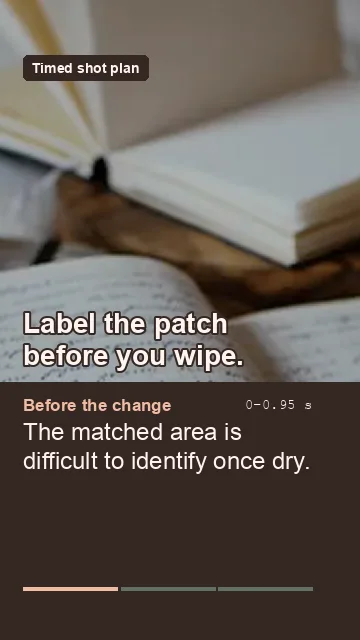 Timed shot plan
Label the patch
before you wipe.
Before the change
0–0.95 s
The matched area is
difficult to identify once dry.